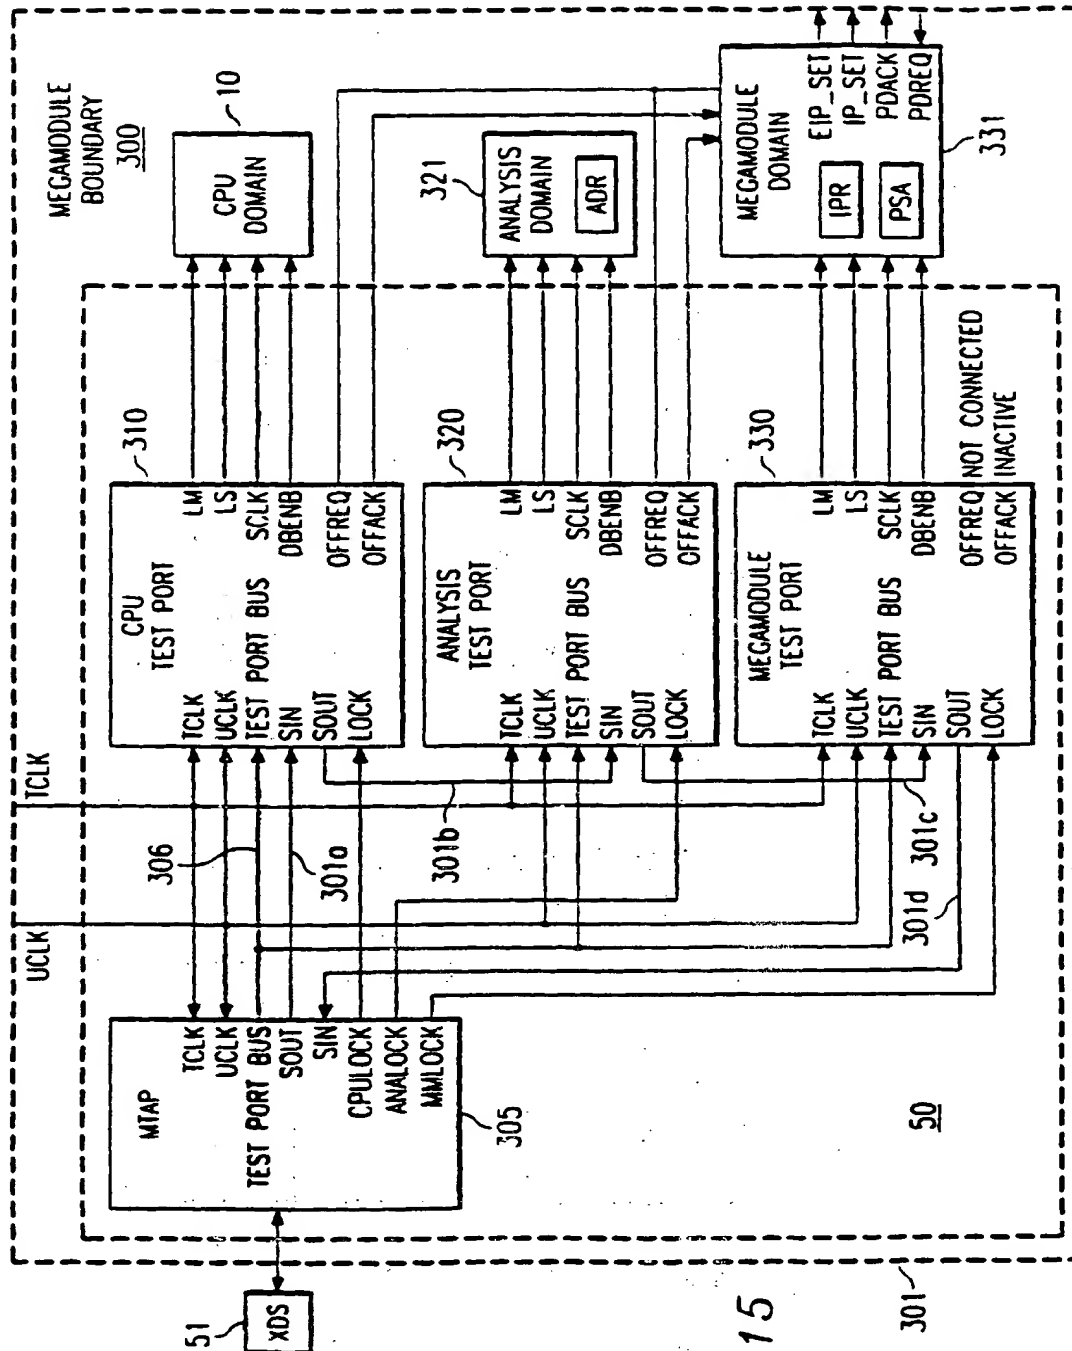 MEGAMODULE
BOUNDARY
300
UCLK
TCLK
51
XDS
MTAP
TCLK
UCLK
TEST PORT BUS
SOUT
SIN
CPULOCK
ANALOCK
MMLOCK
305
306
301a
301b
301c
301d
50
301
15
310
CPU
TEST PORT
TCLK
UCLK
TEST PORT BUS
SIN
SOUT
LOCK
LM
LS
SCLK
DBENB
OFFREQ
OFFACK
10
CPU
DOMAIN
320
ANALYSIS
TEST PORT
TCLK
UCLK
TEST PORT BUS
SIN
SOUT
LOCK
LM
LS
SCLK
DBENB
OFFREQ
OFFACK
321
ANALYSIS
DOMAIN
ADR
330
MEGAMODULE
TEST PORT
TCLK
UCLK
TEST PORT BUS
SIN
SOUT
LOCK
LM
LS
SCLK
DBENB
OFFREQ NOT CONNECTED
OFFACK INACTIVE
MEGAMODULE
DOMAIN
IPR
PSA
EIP_SET
IP_SET
PDACK
PDREQ
331